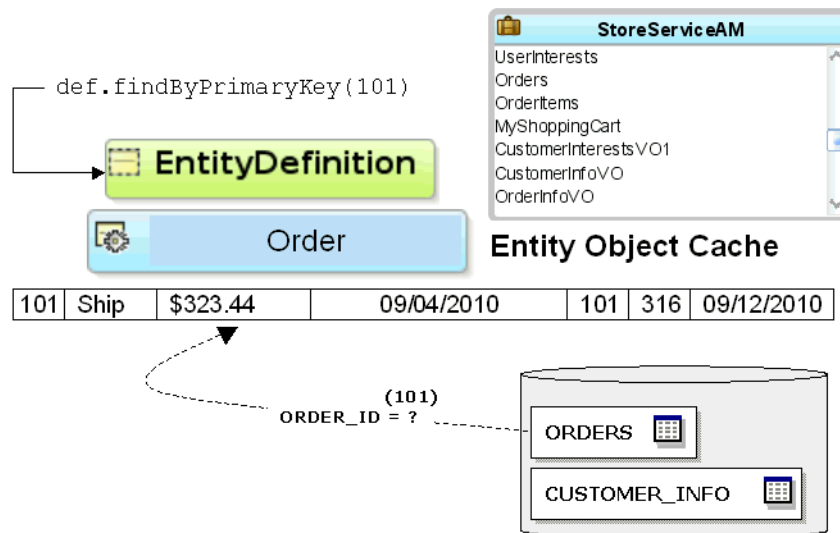 StoreServiceAM
UserInterests
Orders
OrderItems
MyShoppingCart
CustomerInterestsVO1
CustomerInfoVO
OrderInfoVO
def.findByPrimaryKey(101)
EntityDefinition
Order
Entity Object Cache
101 Ship $323.44 09/04/2010 101 316 09/12/2010
(101)
ORDER_ID = ?
ORDERS
CUSTOMER_INFO